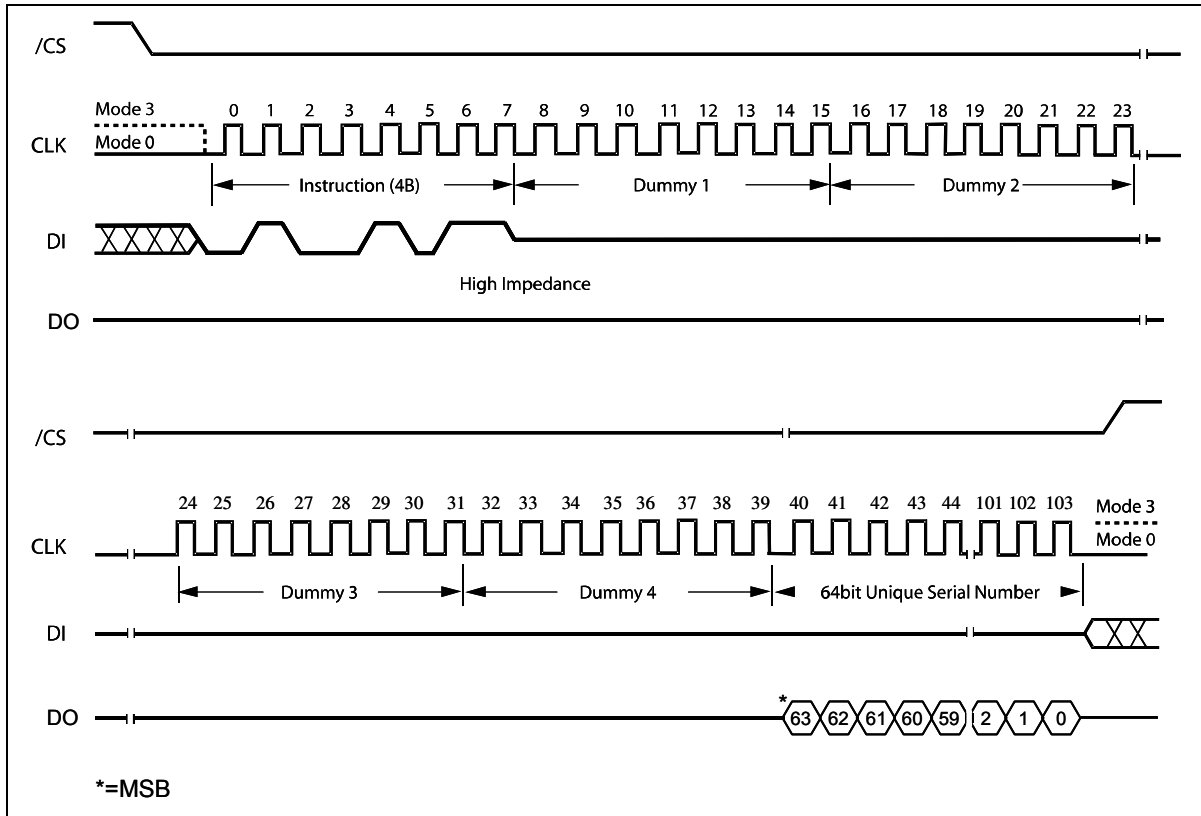 /CS
Mode 3
0 1 2 3 4 5 6 7 8 9 10 11 12 13 14 15 16 17 18 19 20 21 22 23
CLK
Mode 0
Instruction (4B) Dummy 1 Dummy 2
DI
High Impedance
DO
/CS
24 25 26 27 28 29 30 31 32 33 34 35 36 37 38 39 40 41 42 43 44 101 102 103
Mode 3
CLK
Mode 0
Dummy 3 Dummy 4 64bit Unique Serial Number
DI
DO
* 63 62 61 60 59 2 1 0
*=MSB